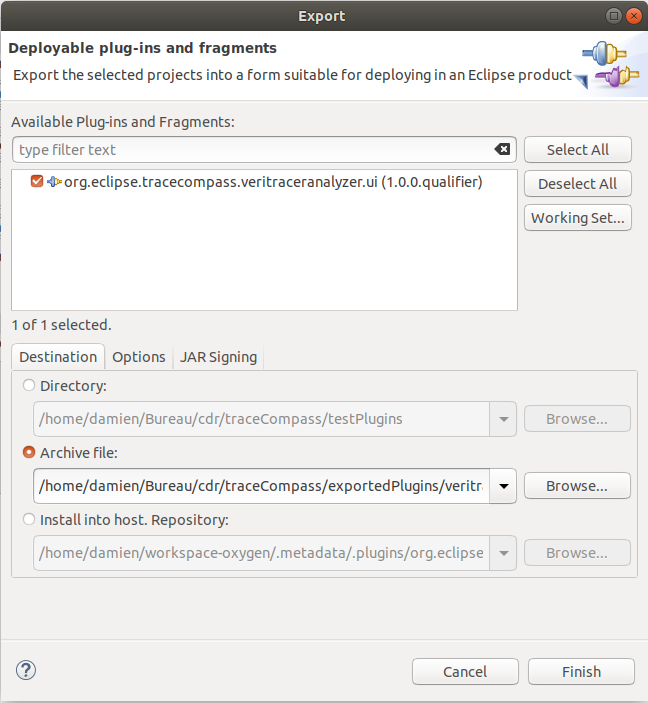 Export
Deployable plug-ins and fragments
Export the selected projects into a form suitable for deploying in an Eclipse product
Available Plug-ins and Fragments:
type filter text
Select All
org.eclipse.tracecompass.veritraceranalyzer.ui (1.0.0.qualifier)
Deselect All
Working Set...
1 of 1 selected.
Destination Options JAR Signing
Directory:
/home/damien/Bureau/cdr/traceCompass/testPlugins Browse...
Archive file:
/home/damien/Bureau/cdr/traceCompass/exportedPlugins/veritra Browse...
Install into host. Repository:
/home/damien/workspace-oxygen/.metadata/.plugins/org.eclipse Browse...
?
Cancel Finish